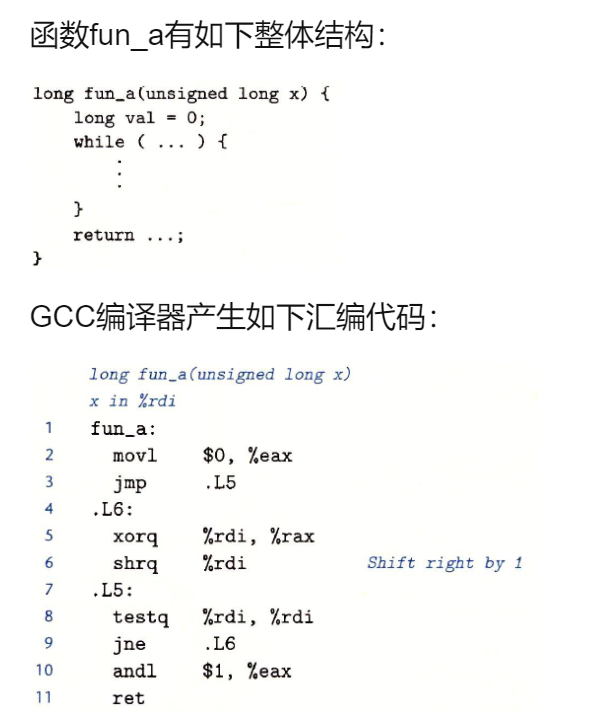 函数fun_a有如下整体结构：
long fun_a(unsigned long x) {
    long val = 0;
    while ( ... ) {
        .
        .
        .
    }
    return ...;
}
GCC编译器产生如下汇编代码：
long fun_a(unsigned long x)
x in %rdi
1 fun_a:
2 movl $0, %eax
3 jmp .L5
4 .L6:
5 xorq %rdi, %rax
6 shrq %rdi Shift right by 1
7 .L5:
8 testq %rdi, %rdi
9 jne .L6
10 andl $1, %eax
11 ret